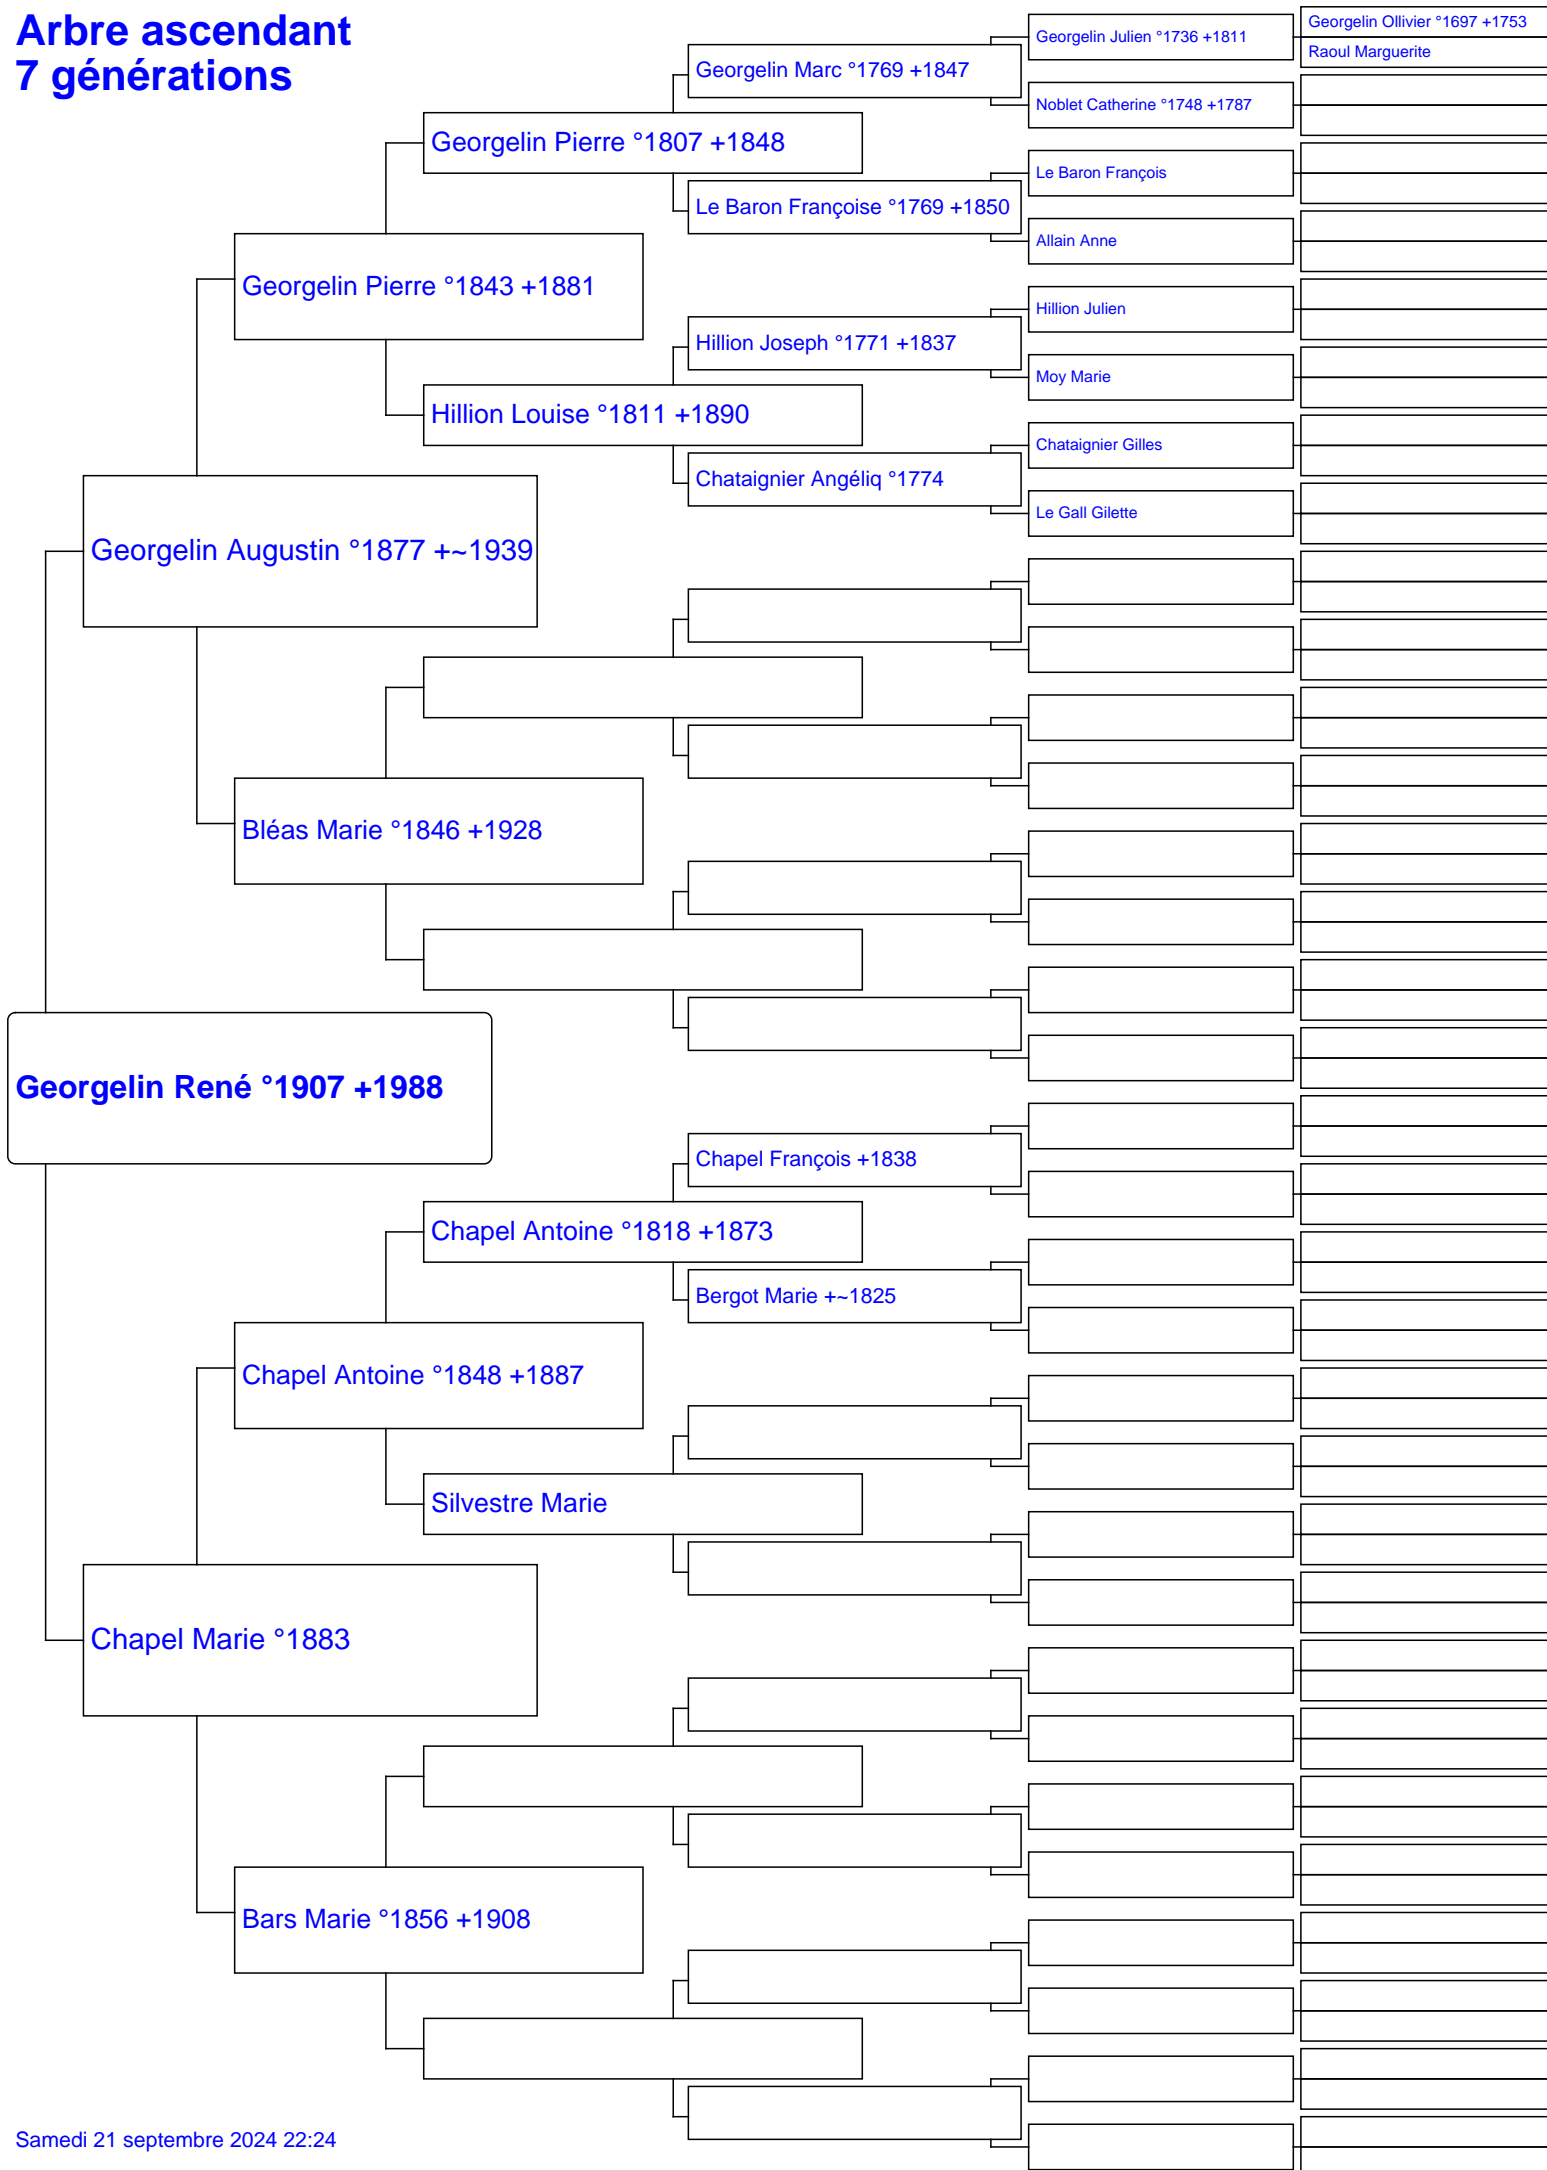 Arbre ascendant
7 générations
Georgelin Ollivier °1697 +1753
Georgelin Julien °1736 +1811
Raoul Marguerite
Georgelin Marc °1769 +1847
Noblet Catherine °1748 +1787
Georgelin Pierre °1807 +1848
Le Baron François
Le Baron Françoise °1769 +1850
Allain Anne
Georgelin Pierre °1843 +1881
Hillion Julien
Hillion Joseph °1771 +1837
Moy Marie
Hillion Louise °1811 +1890
Chataignier Gilles
Chataignier Angéliq °1774
Le Gall Gilette
Georgelin Augustin °1877 +~1939
Bléas Marie °1846 +1928
Georgelin René °1907 +1988
Chapel François +1838
Chapel Antoine °1818 +1873
Bergot Marie +~1825
Chapel Antoine °1848 +1887
Silvestre Marie
Chapel Marie °1883
Bars Marie °1856 +1908
Samedi 21 septembre 2024 22:24